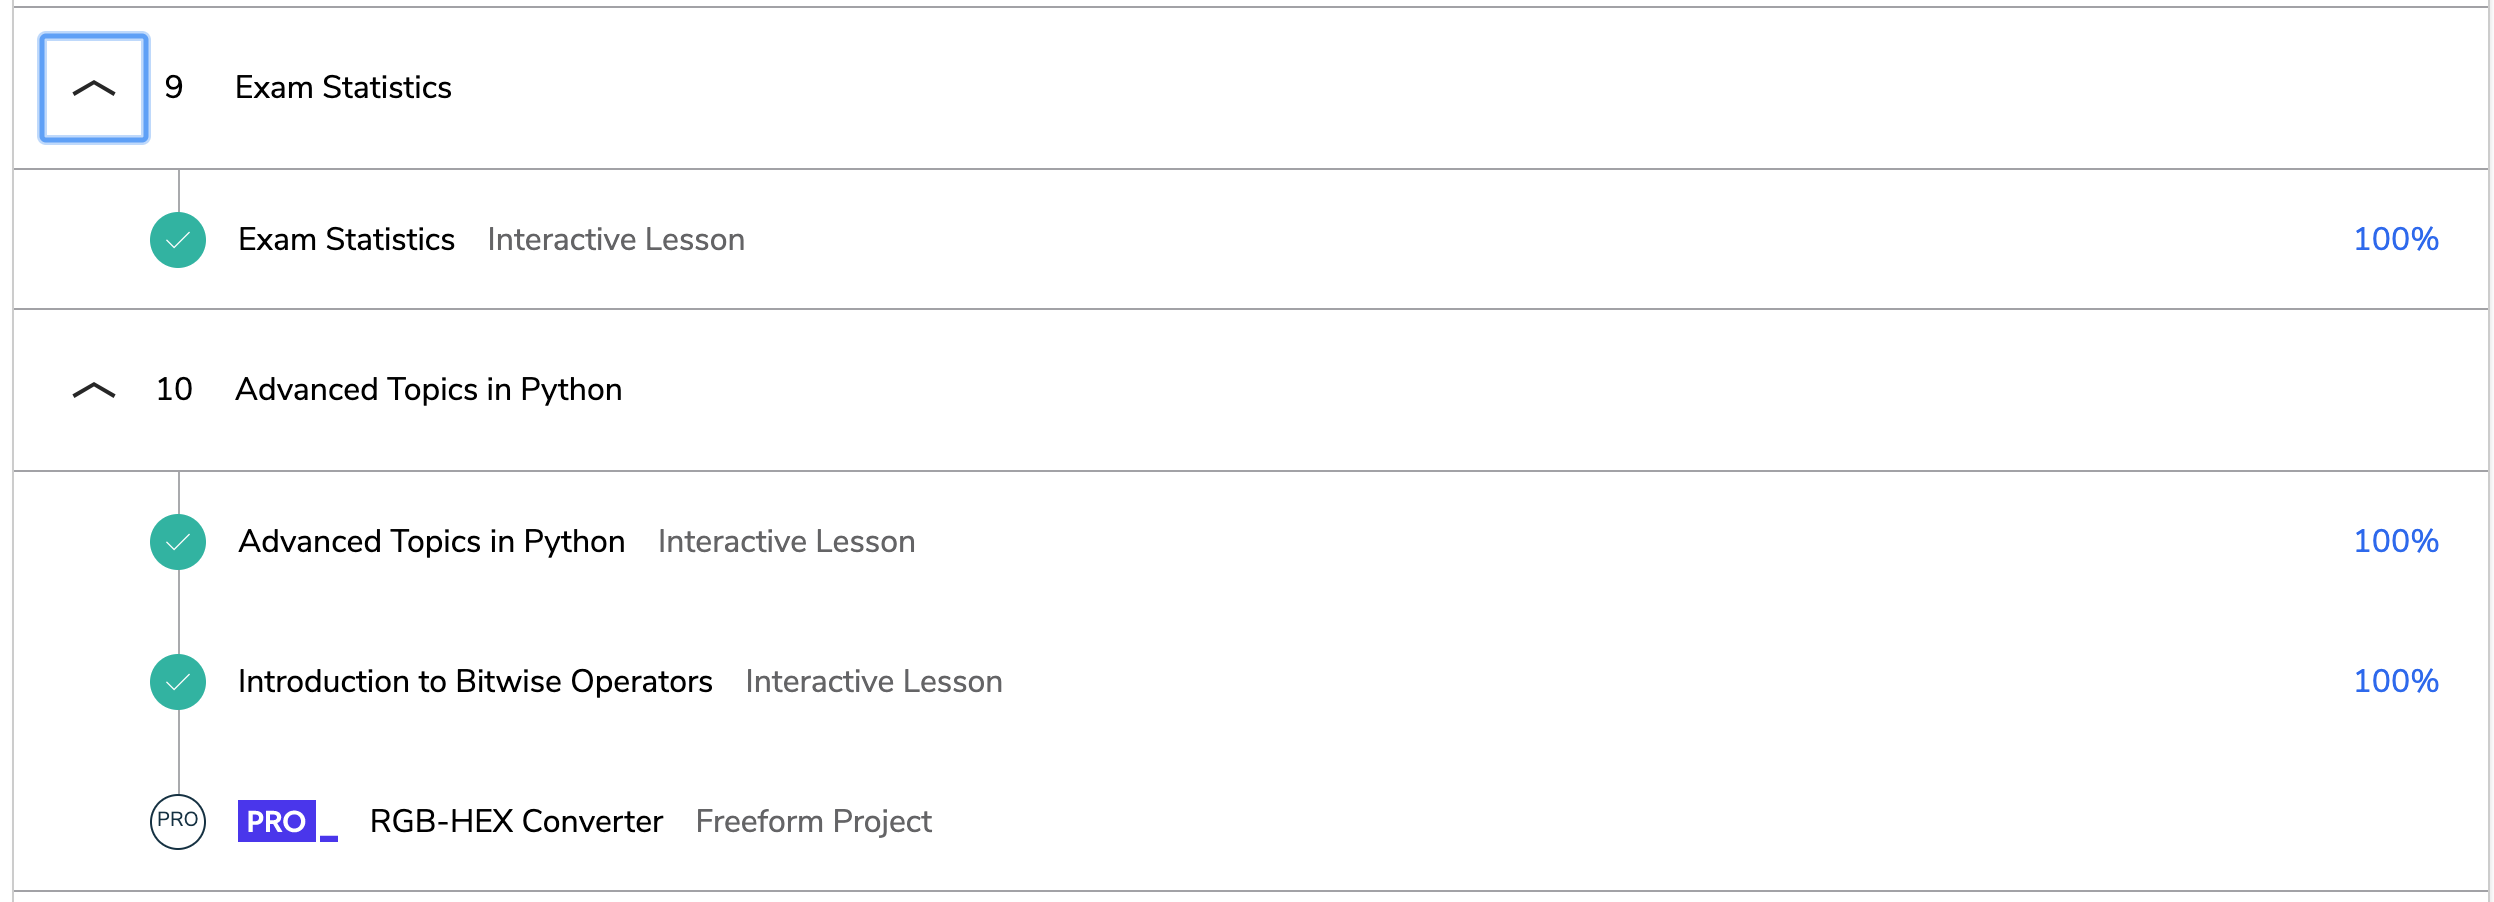 9 Exam Statistics
Exam Statistics Interactive Lesson 100%
10 Advanced Topics in Python
Advanced Topics in Python Interactive Lesson 100%
Introduction to Bitwise Operators Interactive Lesson 100%
PRO PRO RGB-HEX Converter Freeform Project